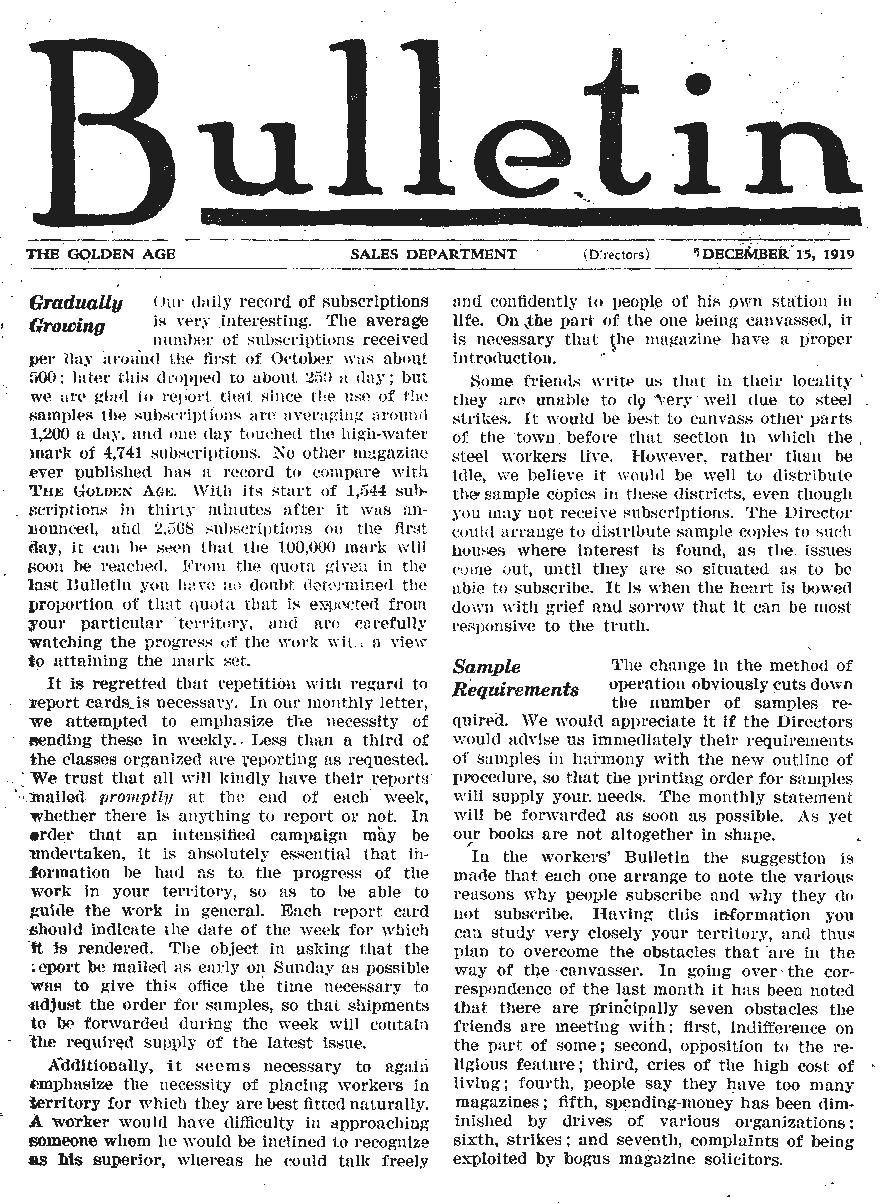 Bulletin
THE GOLDEN AGE SALES DEPARTMENT (Directors) DECEMBER 15, 1919
Gradually Growing
Our daily record of subscriptions
is very interesting. The average
number of subscriptions received
per day around the first of October was about
500; later this dropped to about 250 a day; but
we are glad to report that since the use of the
samples the subscriptions are averaging around
1,200 a day, and one day touched the high-water
mark of 4,741 subscriptions. No other magazine
ever published has a record to compare with
THE GOLDEN AGE. With its start of 1,544 sub-
scriptions in thirty minutes after it was an-
nounced, and 2,568 subscriptions on the first
day, it can be seen that the 100,000 mark will
soon be reached. From the quota given in the
last Bulletin you have no doubt determined the
proportion of that quota that is expected from
your particular territory, and are carefully
watching the progress of the work with a view
to attaining the mark set.
It is regretted that repetition with regard to
report cards is necessary. In our monthly letter,
we attempted to emphasize the necessity of
sending these in weekly. Less than a third of
the classes organized are reporting as requested.
We trust that all will kindly have their reports
mailed promptly at the end of each week,
whether there is anything to report or not. In
order that an intensified campaign may be
undertaken, it is absolutely essential that in-
formation be had as to the progress of the
work in your territory, so as to be able to
guide the work in general. Each report card
should indicate the date of the week for which
it is rendered. The object in asking that the
report be mailed as early on Sunday as possible
was to give this office the time necessary to
adjust the order for samples, so that shipments
to be forwarded during the week will contain
the required supply of the latest issue.
Additionally, it seems necessary to again
emphasize the necessity of placing workers in
territory for which they are best fitted naturally.
A worker would have difficulty in approaching
someone whom he would be inclined to recognize
as his superior, whereas he could talk freely
and confidently to people of his own station in
life. On the part of the one being canvassed, it
is necessary that the magazine have a proper
introduction.
Some friends write us that in their locality
they are unable to do very well due to steel
strikes. It would be best to canvass other parts
of the town before that section in which the
steel workers live. However, rather than be
idle, we believe it would be well to distribute
the sample copies in these districts, even though
you may not receive subscriptions. The Director
could arrange to distribute sample copies to such
houses where interest is found, as the issues
come out, until they are so situated as to be
able to subscribe. It is when the heart is bowed
down with grief and sorrow that it can be most
responsive to the truth.
Sample Requirements
The change in the method of
operation obviously cuts down
the number of samples re-
quired. We would appreciate it if the Directors
would advise us immediately their requirements
of samples in harmony with the new outline of
procedure, so that the printing order for samples
will supply your needs. The monthly statement
will be forwarded as soon as possible. As yet
our books are not altogether in shape.
In the workers' Bulletin the suggestion is
made that each one arrange to note the various
reasons why people subscribe and why they do
not subscribe. Having this information you
can study very closely your territory, and thus
plan to overcome the obstacles that are in the
way of the canvasser. In going over the cor-
respondence of the last month it has been noted
that there are principally seven obstacles the
friends are meeting with: first, indifference on
the part of some; second, opposition to the re-
ligious feature; third, cries of the high cost of
living; fourth, people say they have too many
magazines; fifth, spending-money has been dim-
inished by drives of various organizations;
sixth, strikes; and seventh, complaints of being
exploited by bogus magazine solicitors.